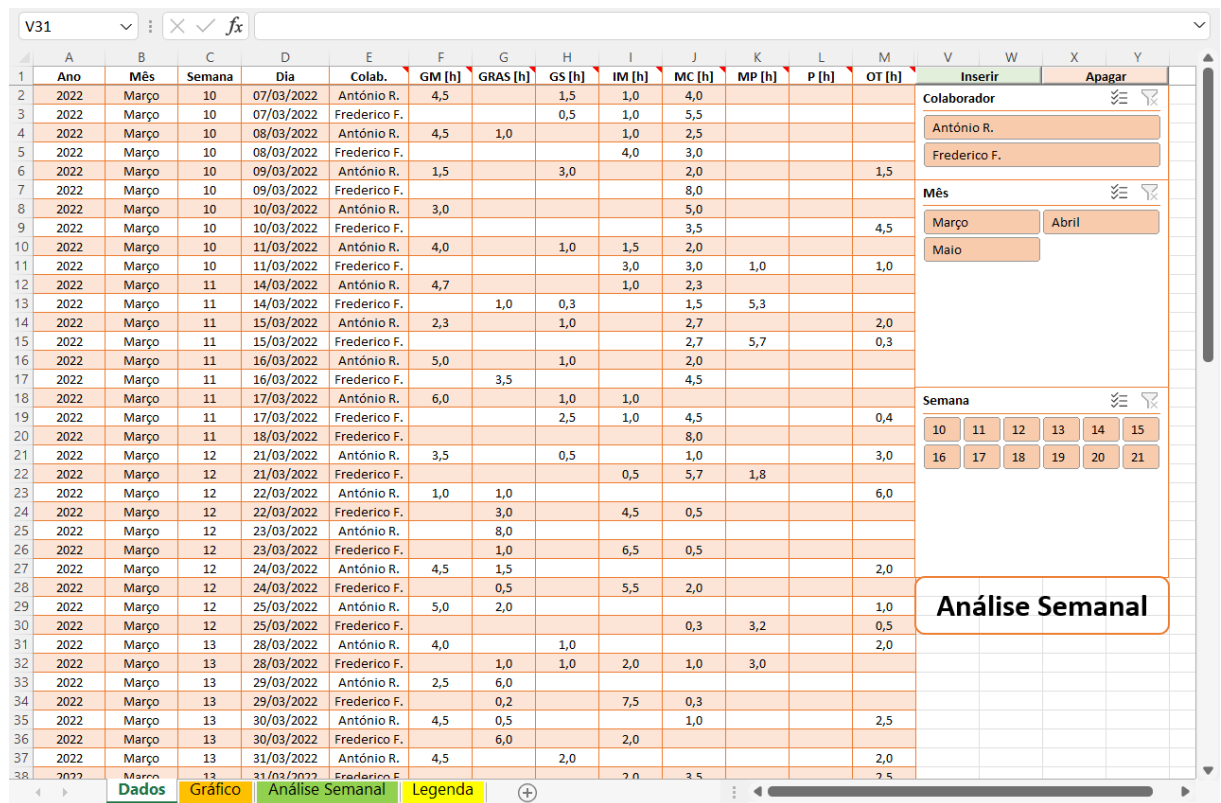 V31 fx
A B C D E F G H I J K L M V W X Y
1 Ano Mês Semana Dia Colab. GM [h] GRAS [h] GS [h] IM [h] MC [h] MP [h] P [h] OT [h] Inserir Apagar
2 2022 Março 10 07/03/2022 António R. 4,5 1,5 1,0 4,0 Colaborador
3 2022 Março 10 07/03/2022 Frederico F. 0,5 1,0 5,5
4 2022 Março 10 08/03/2022 António R. 4,5 1,0 1,0 2,5 António R.
5 2022 Março 10 08/03/2022 Frederico F. 4,0 3,0 Frederico F.
6 2022 Março 10 09/03/2022 António R. 1,5 3,0 2,0 1,5
7 2022 Março 10 09/03/2022 Frederico F. 8,0 Mês
8 2022 Março 10 10/03/2022 António R. 3,0 5,0
9 2022 Março 10 10/03/2022 Frederico F. 3,5 4,5 Março Abril
10 2022 Março 10 11/03/2022 António R. 4,0 1,0 1,5 2,0 Maio
11 2022 Março 10 11/03/2022 Frederico F. 3,0 3,0 1,0 1,0
12 2022 Março 11 14/03/2022 António R. 4,7 1,0 2,3
13 2022 Março 11 14/03/2022 Frederico F. 1,0 0,3 1,5 5,3
14 2022 Março 11 15/03/2022 António R. 2,3 1,0 2,7 2,0
15 2022 Março 11 15/03/2022 Frederico F. 2,7 5,7 0,3
16 2022 Março 11 16/03/2022 António R. 5,0 1,0 2,0
17 2022 Março 11 16/03/2022 Frederico F. 3,5 4,5
18 2022 Março 11 17/03/2022 António R. 6,0 1,0 1,0 Semana
19 2022 Março 11 17/03/2022 Frederico F. 2,5 1,0 4,5 0,4
20 2022 Março 11 18/03/2022 Frederico F. 8,0 10 11 12 13 14 15
21 2022 Março 12 21/03/2022 António R. 3,5 0,5 1,0 3,0 16 17 18 19 20 21
22 2022 Março 12 21/03/2022 Frederico F. 0,5 5,7 1,8
23 2022 Março 12 22/03/2022 António R. 1,0 1,0 6,0
24 2022 Março 12 22/03/2022 Frederico F. 3,0 4,5 0,5
25 2022 Março 12 23/03/2022 António R. 8,0
26 2022 Março 12 23/03/2022 Frederico F. 1,0 6,5 0,5
27 2022 Março 12 24/03/2022 António R. 4,5 1,5 2,0
28 2022 Março 12 24/03/2022 Frederico F. 0,5 5,5 2,0
29 2022 Março 12 25/03/2022 António R. 5,0 2,0 1,0 Análise Semanal
30 2022 Março 12 25/03/2022 Frederico F. 0,3 3,2 0,5
31 2022 Março 13 28/03/2022 António R. 4,0 1,0 2,0
32 2022 Março 13 28/03/2022 Frederico F. 1,0 1,0 2,0 1,0 3,0
33 2022 Março 13 29/03/2022 António R. 2,5 6,0
34 2022 Março 13 29/03/2022 Frederico F. 0,2 7,5 0,3
35 2022 Março 13 30/03/2022 António R. 4,5 0,5 1,0 2,5
36 2022 Março 13 30/03/2022 Frederico F. 6,0 2,0
37 2022 Março 13 31/03/2022 António R. 4,5 2,0 2,0
38 2022 Março 13 31/03/2022 Frederico F. 2,0 3,5 2,5
Dados Gráfico Análise Semanal Legenda